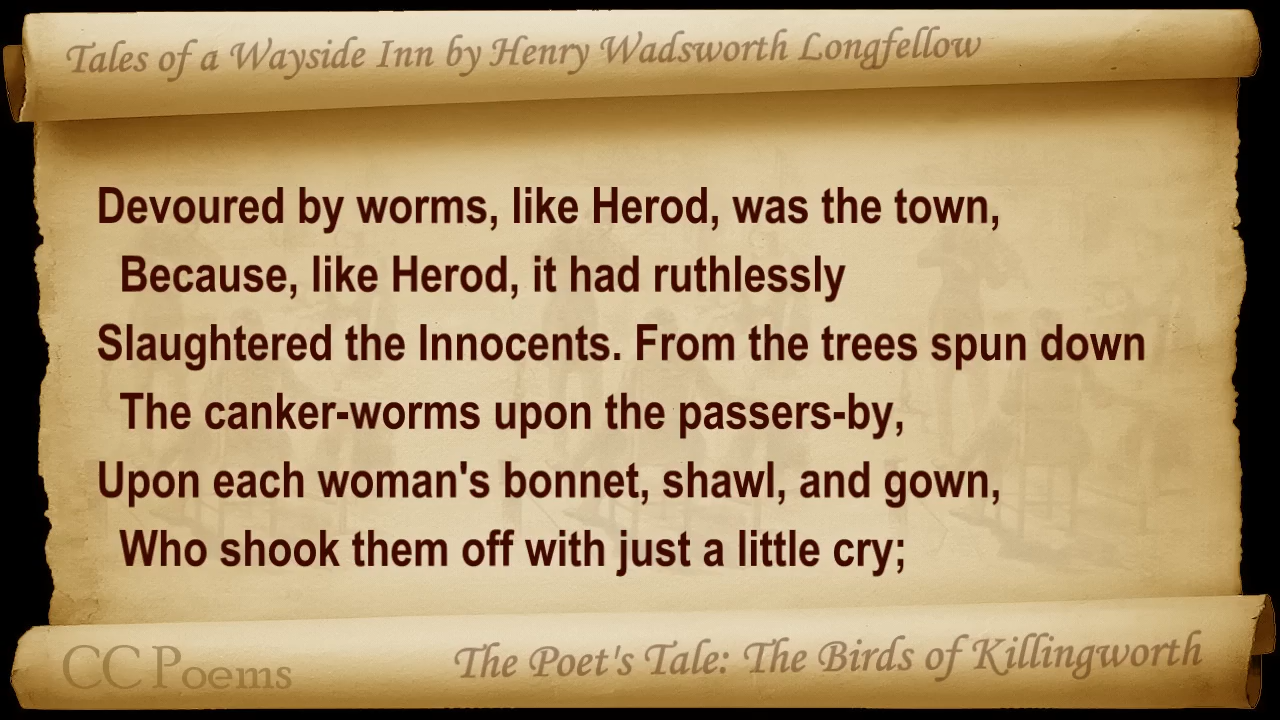 Tales of a Wayside Inn by Henry Wadsworth Longfellow
Devoured by worms, like Herod, was the town,
Because, like Herod, it had ruthlessly
Slaughtered the Innocents. From the trees spun down
The canker-worms upon the passers-by,
Upon each woman's bonnet, shawl, and gown,
Who shook them off with just a little cry;
CC Poems
The Poet's Tale: The Birds of Killingworth